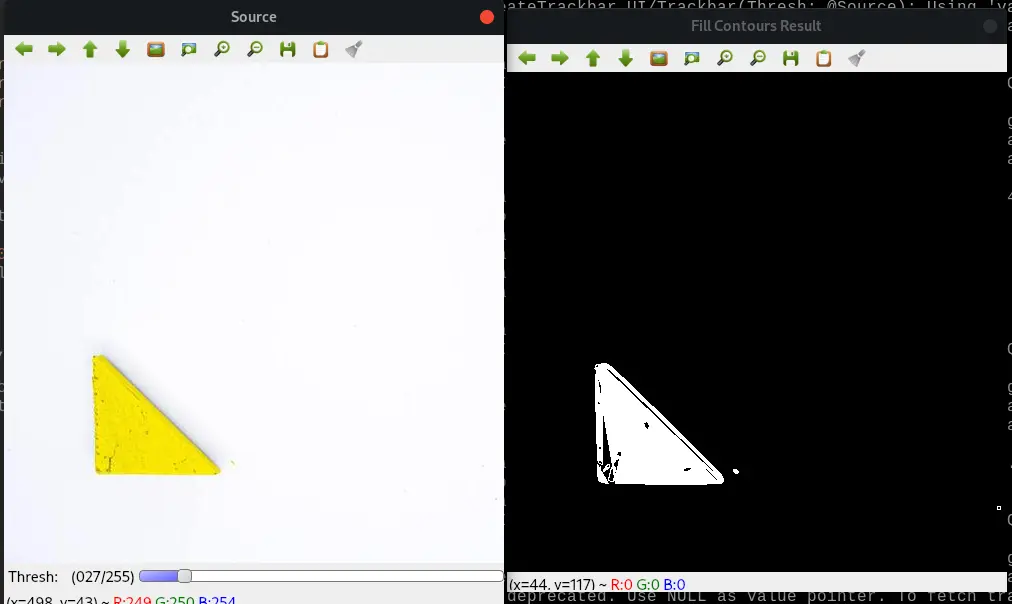 Source
eateTrackbar UI/Trackbar(Thresh: @Source): Using 'va
Fill Contours Result
Thresh: (027/255)
(x=498, y=43) ~ R:249 G:250 B:254
(x=44, y=117) ~ R:0 G:0 B:0
deprecated. Use NULL as value pointer. To fetch tra